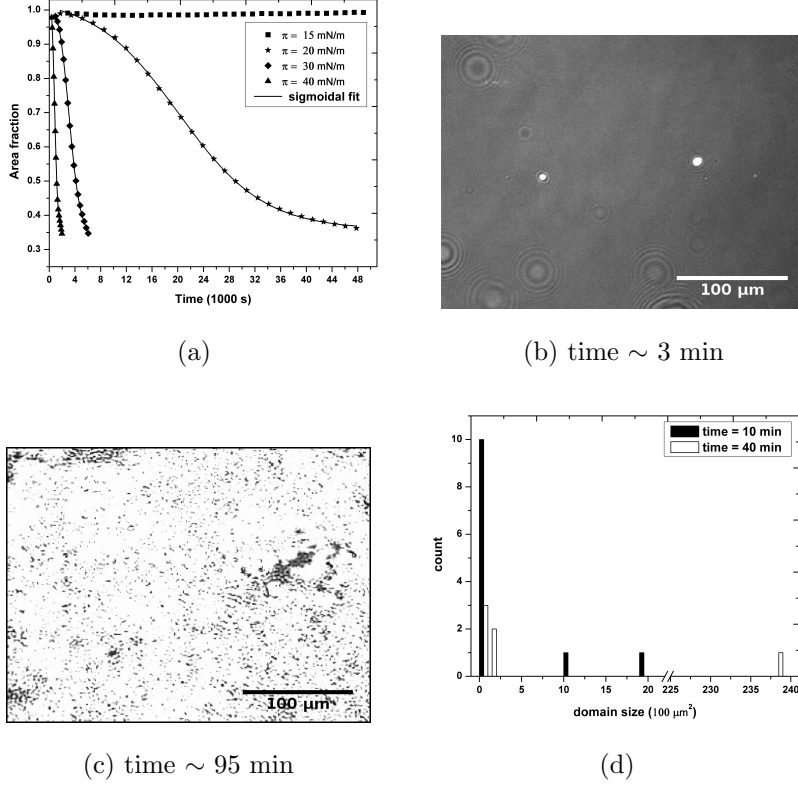 1.0
0.9
0.8
0.7
0.6
0.5
0.4
0.3
Area fraction
0 4 8 12 16 20 24 28 32 36 40 44 48
Time (1000 s)
π = 15 mN/m
π = 20 mN/m
π = 30 mN/m
π = 40 mN/m
sigmoidal fit
(a)
100 µm
(b) time ∼ 3 min
100 µm
(c) time ∼ 95 min
10
8
6
4
2
0
count
0 5 10 15 20 225 230 240
domain size (100 µm²)
time = 10 min
time = 40 min
(d)